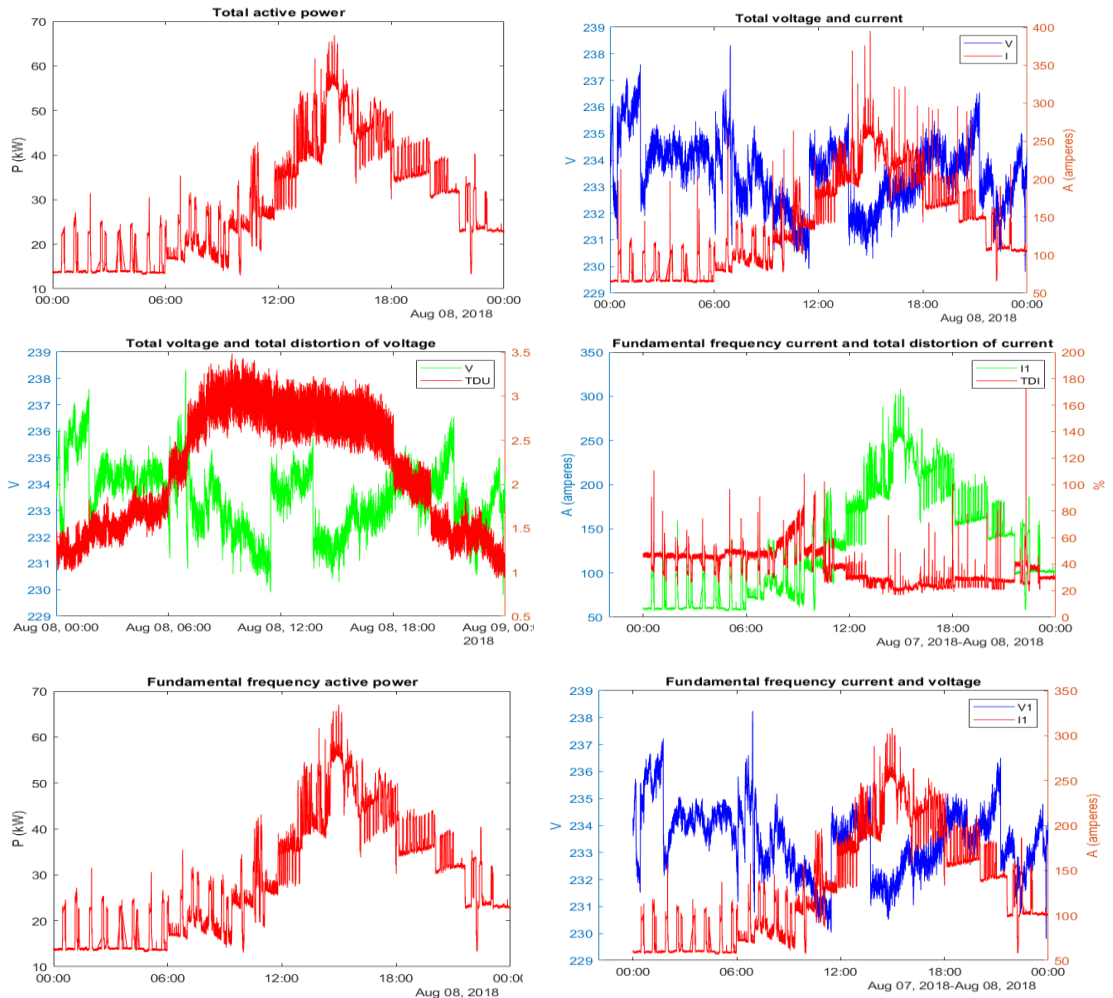 Total active power
70
60
50
40
30
20
10
P (kW)
00:00 06:00 12:00 18:00 00:00
Aug 08, 2018
Total voltage and current
239
238
237
236
235
234
233
232
231
230
229
V
400
350
300
250
200
150
100
50
A (amperes)
V
I
00:00 06:00 12:00 18:00 00:00
Aug 08, 2018
Total voltage and total distortion of voltage
239
238
237
236
235
234
233
232
231
230
229
V
3.5
3
2.5
2
1.5
1
0.5
V
TDU
Aug 08, 00:00 Aug 08, 06:00 Aug 08, 12:00 Aug 08, 18:00 Aug 09, 00:0
2018
Fundamental frequency current and total distortion of current
350
300
250
200
150
100
50
A (amperes)
200
180
160
140
120
100
80
60
40
20
0
%
I1
TDI
00:00 06:00 12:00 18:00 00:00
Aug 07, 2018-Aug 08, 2018
Fundamental frequency active power
70
60
50
40
30
20
10
P (kW)
00:00 06:00 12:00 18:00 00:00
Aug 08, 2018
Fundamental frequency current and voltage
239
238
237
236
235
234
233
232
231
230
229
V
350
300
250
200
150
100
50
A (amperes)
V1
I1
00:00 06:00 12:00 18:00 00:00
Aug 07, 2018-Aug 08, 2018